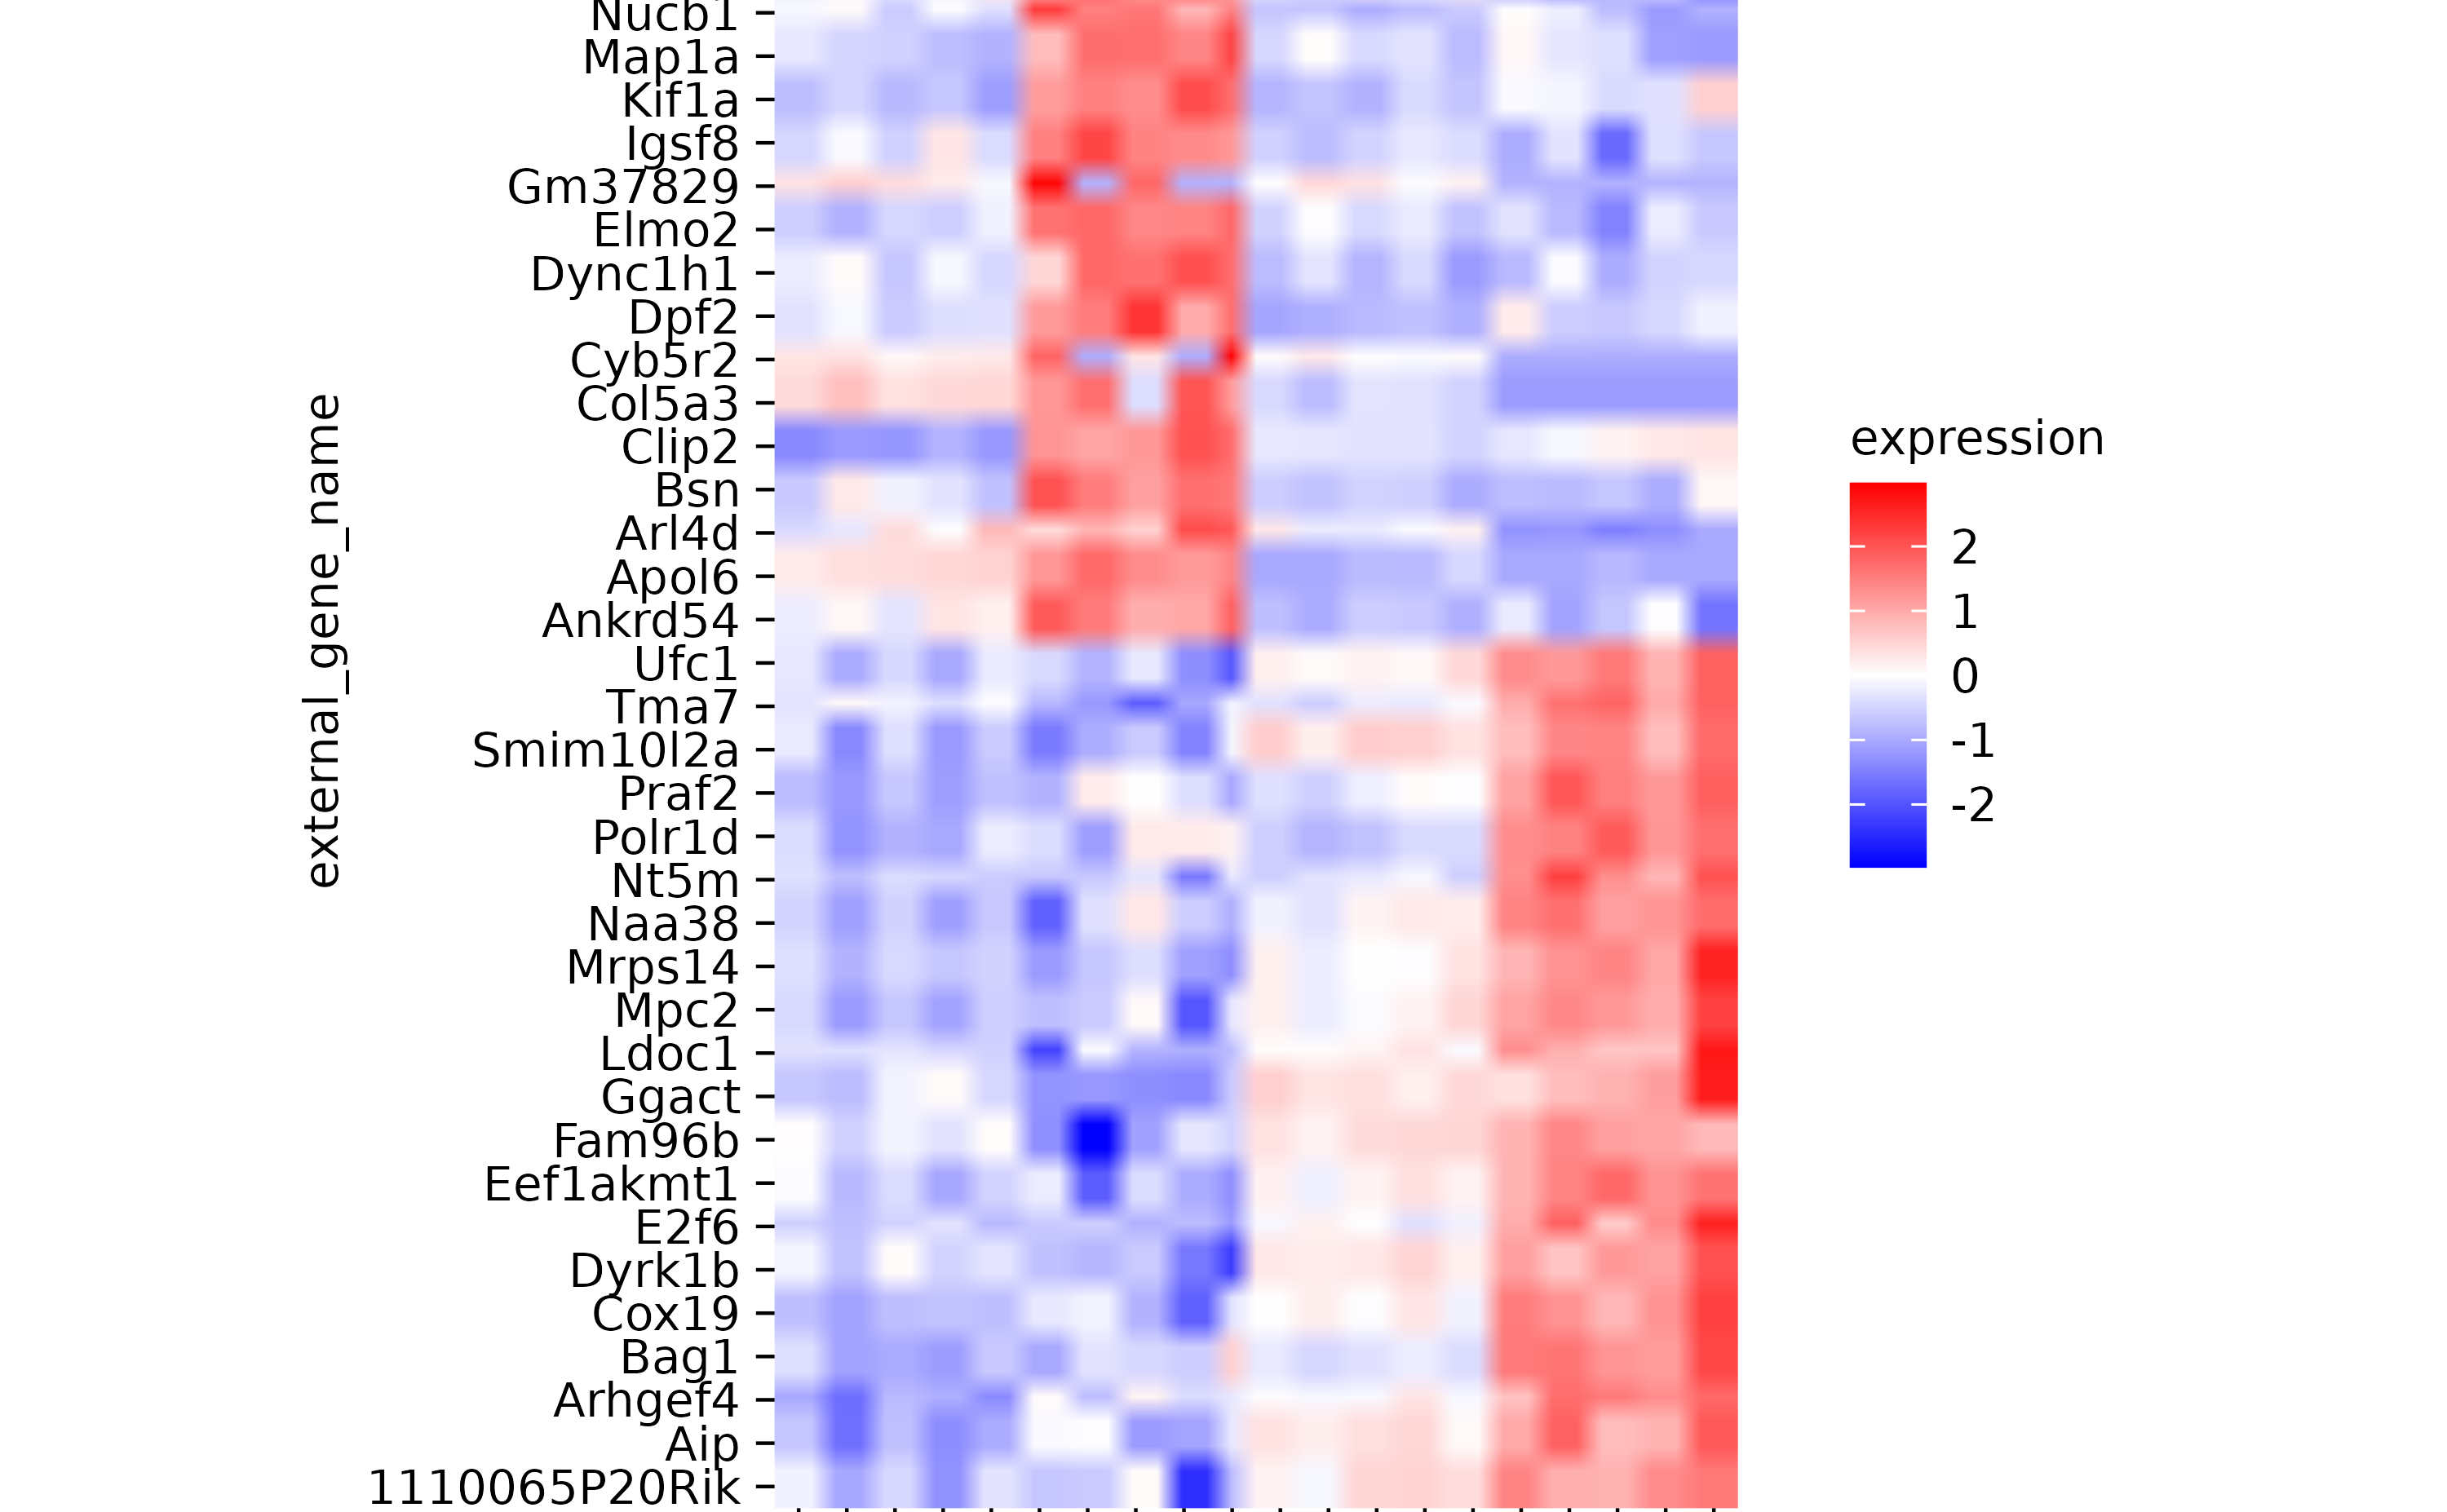 Nucb1
Map1a
Kif1a
Igsf8
Gm37829
Elmo2
Dync1h1
Dpf2
Cyb5r2
Col5a3
Clip2
Bsn
Arl4d
Apol6
Ankrd54
Ufc1
Tma7
Smim10l2a
Praf2
Polr1d
Nt5m
Naa38
Mrps14
Mpc2
Ldoc1
Ggact
Fam96b
Eef1akmt1
E2f6
Dyrk1b
Cox19
Bag1
Arhgef4
Aip
1110065P20Rik
external_gene_name
expression
2
1
0
-1
-2